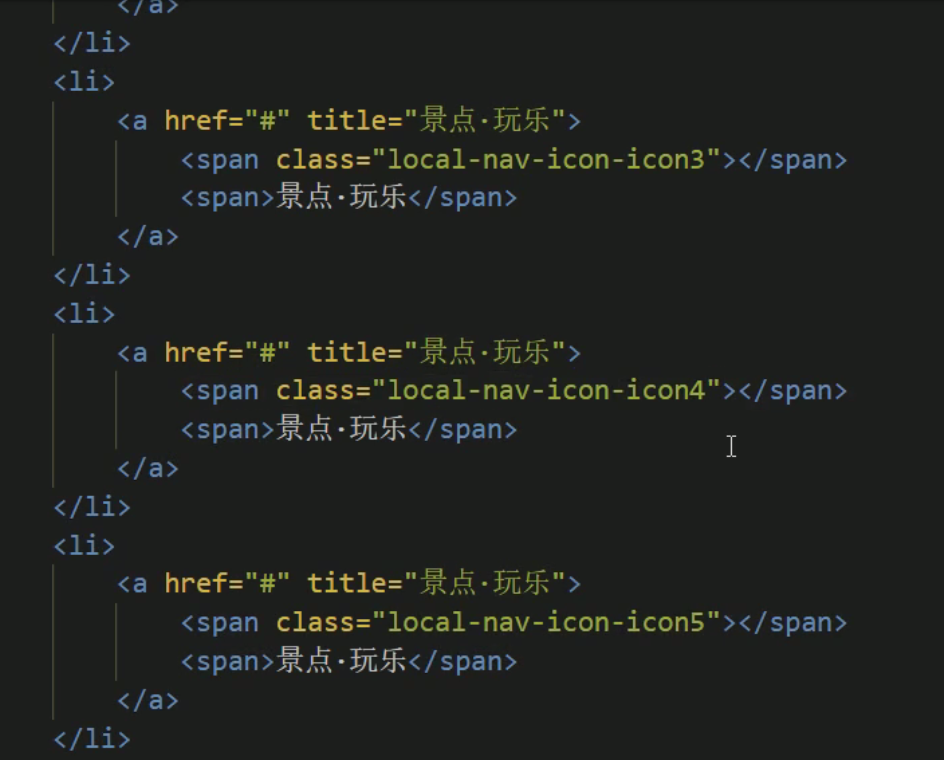 </a>
</li>
<li>
<a href="#" title="景点·玩乐">
<span class="local-nav-icon-icon3"></span>
<span>景点·玩乐</span>
</a>
</li>
<li>
<a href="#" title="景点·玩乐">
<span class="local-nav-icon-icon4"></span>
<span>景点·玩乐</span>
</a>
</li>
<li>
<a href="#" title="景点·玩乐">
<span class="local-nav-icon-icon5"></span>
<span>景点·玩乐</span>
</a>
</li>